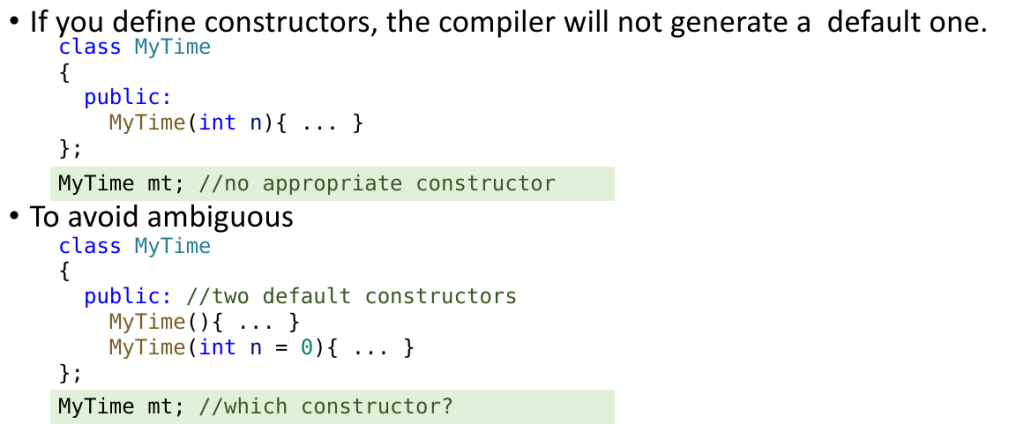 • If you define constructors, the compiler will not generate a  default one.
class MyTime
{
  public:
    MyTime(int n){ ... }
};
MyTime mt; //no appropriate constructor
• To avoid ambiguous
class MyTime
{
  public: //two default constructors
    MyTime(){ ... }
    MyTime(int n = 0){ ... }
};
MyTime mt; //which constructor?